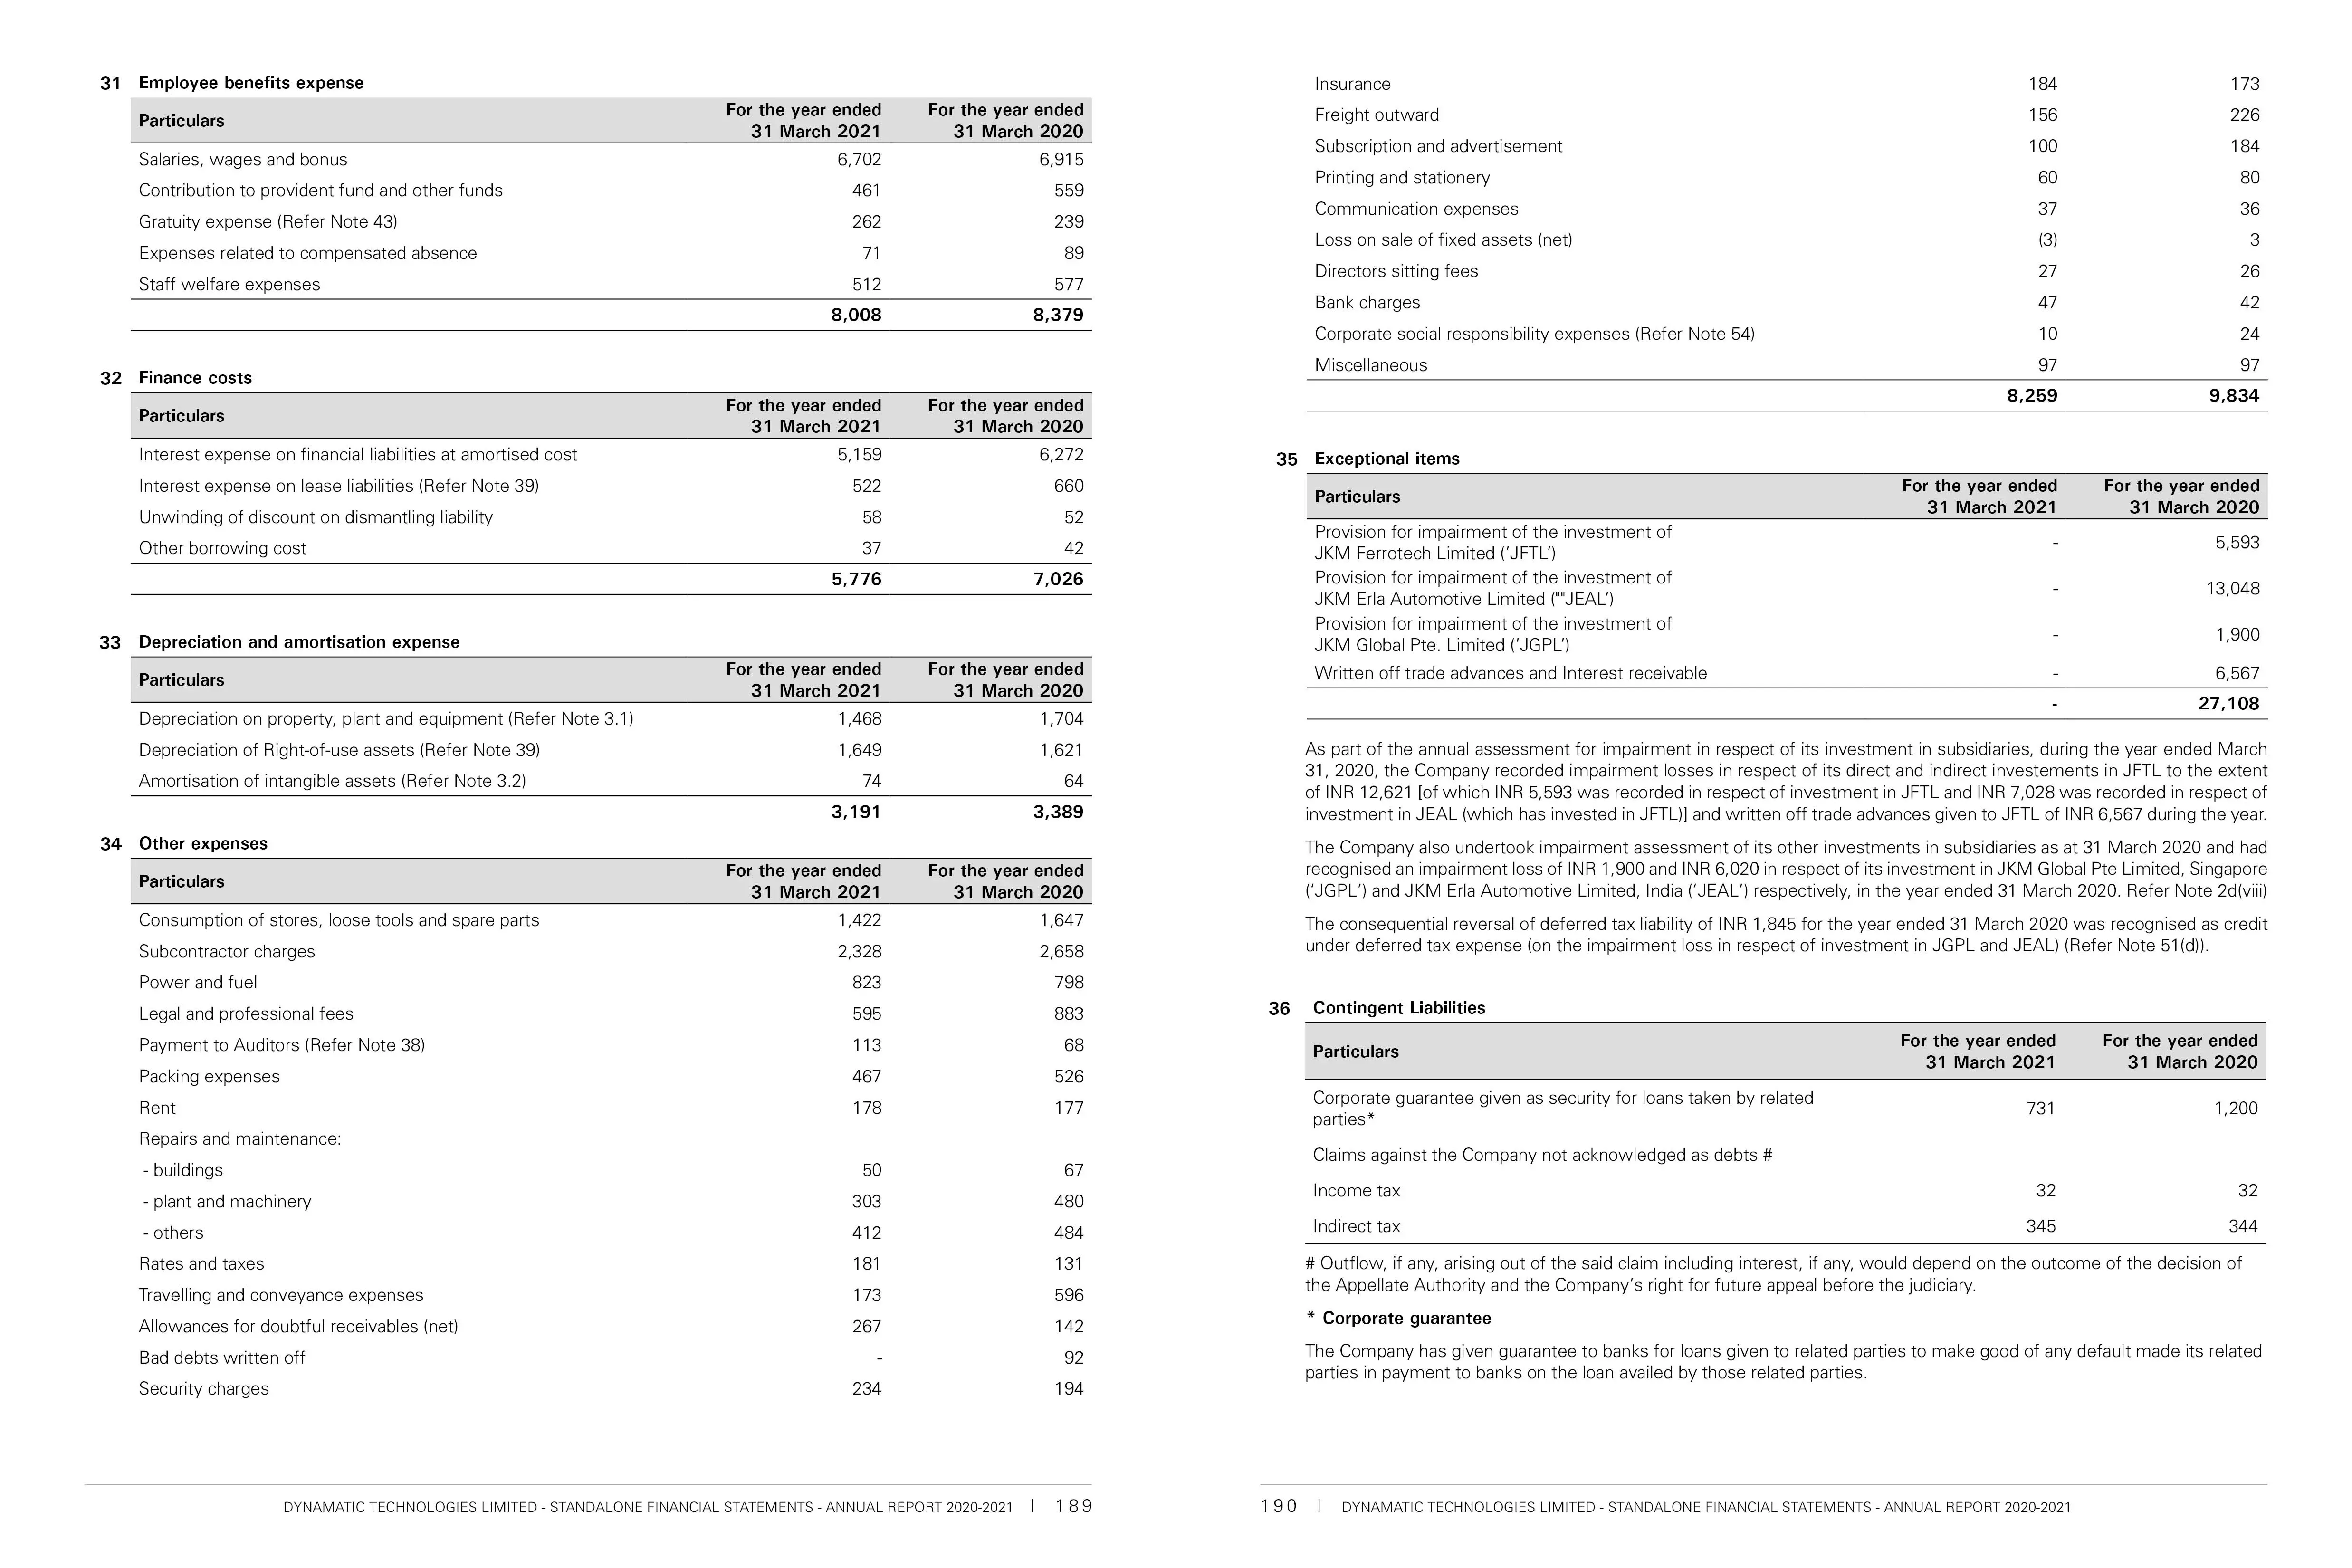 31 Employee benefits expense
Particulars For the year ended 31 March 2021 For the year ended 31 March 2020
Salaries, wages and bonus 6,702 6,915
Contribution to provident fund and other funds 461 559
Gratuity expense (Refer Note 43) 262 239
Expenses related to compensated absence 71 89
Staff welfare expenses 512 577
8,008 8,379
32 Finance costs
Particulars For the year ended 31 March 2021 For the year ended 31 March 2020
Interest expense on financial liabilities at amortised cost 5,159 6,272
Interest expense on lease liabilities (Refer Note 39) 522 660
Unwinding of discount on dismantling liability 58 52
Other borrowing cost 37 42
5,776 7,026
33 Depreciation and amortisation expense
Particulars For the year ended 31 March 2021 For the year ended 31 March 2020
Depreciation on property, plant and equipment (Refer Note 3.1) 1,468 1,704
Depreciation of Right-of-use assets (Refer Note 39) 1,649 1,621
Amortisation of intangible assets (Refer Note 3.2) 74 64
3,191 3,389
34 Other expenses
Particulars For the year ended 31 March 2021 For the year ended 31 March 2020
Consumption of stores, loose tools and spare parts 1,422 1,647
Subcontractor charges 2,328 2,658
Power and fuel 823 798
Legal and professional fees 595 883
Payment to Auditors (Refer Note 38) 113 68
Packing expenses 467 526
Rent 178 177
Repairs and maintenance:
- buildings 50 67
- plant and machinery 303 480
- others 412 484
Rates and taxes 181 131
Travelling and conveyance expenses 173 596
Allowances for doubtful receivables (net) 267 142
Bad debts written off - 92
Security charges 234 194
DYNAMATIC TECHNOLOGIES LIMITED - STANDALONE FINANCIAL STATEMENTS - ANNUAL REPORT 2020-2021 | 189
Insurance 184 173
Freight outward 156 226
Subscription and advertisement 100 184
Printing and stationery 60 80
Communication expenses 37 36
Loss on sale of fixed assets (net) (3) 3
Directors sitting fees 27 26
Bank charges 47 42
Corporate social responsibility expenses (Refer Note 54) 10 24
Miscellaneous 97 97
8,259 9,834
35 Exceptional items
Particulars For the year ended 31 March 2021 For the year ended 31 March 2020
Provision for impairment of the investment of
JKM Ferrotech Limited ('JFTL') - 5,593
Provision for impairment of the investment of
JKM Erla Automotive Limited (""JEAL') - 13,048
Provision for impairment of the investment of
JKM Global Pte. Limited ('JGPL') - 1,900
Written off trade advances and Interest receivable - 6,567
- 27,108
As part of the annual assessment for impairment in respect of its investment in subsidiaries, during the year ended March
31, 2020, the Company recorded impairment losses in respect of its direct and indirect investements in JFTL to the extent
of INR 12,621 [of which INR 5,593 was recorded in respect of investment in JFTL and INR 7,028 was recorded in respect of
investment in JEAL (which has invested in JFTL)] and written off trade advances given to JFTL of INR 6,567 during the year.
The Company also undertook impairment assessment of its other investments in subsidiaries as at 31 March 2020 and had
recognised an impairment loss of INR 1,900 and INR 6,020 in respect of its investment in JKM Global Pte Limited, Singapore
('JGPL') and JKM Erla Automotive Limited, India ('JEAL') respectively, in the year ended 31 March 2020. Refer Note 2d(viii)
The consequential reversal of deferred tax liability of INR 1,845 for the year ended 31 March 2020 was recognised as credit
under deferred tax expense (on the impairment loss in respect of investment in JGPL and JEAL) (Refer Note 51(d)).
36 Contingent Liabilities
Particulars For the year ended 31 March 2021 For the year ended 31 March 2020
Corporate guarantee given as security for loans taken by related
parties* 731 1,200
Claims against the Company not acknowledged as debts #
Income tax 32 32
Indirect tax 345 344
# Outflow, if any, arising out of the said claim including interest, if any, would depend on the outcome of the decision of
the Appellate Authority and the Company's right for future appeal before the judiciary.
* Corporate guarantee
The Company has given guarantee to banks for loans given to related parties to make good of any default made its related
parties in payment to banks on the loan availed by those related parties.
190 | DYNAMATIC TECHNOLOGIES LIMITED - STANDALONE FINANCIAL STATEMENTS - ANNUAL REPORT 2020-2021